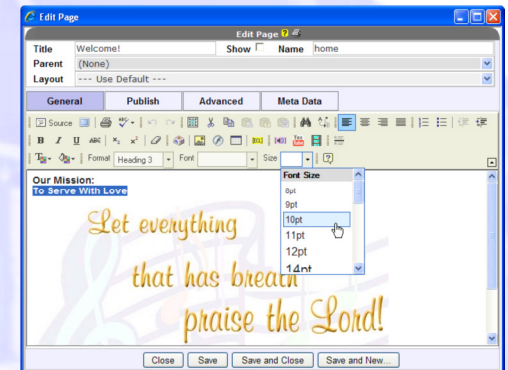 Edit Page
Edit Page ?
Title Welcome! Show Name home
Parent (None)
Layout --- Use Default ---
General Publish Advanced Meta Data
Source
B I U ABC x₂ x²
Format Heading 3 Font Size
Our Mission:
To Serve With Love
Font Size
8pt
9pt
10pt
11pt
12pt
14pt
Let everything
that has breath
praise the Lord!
Close Save Save and Close Save and New...